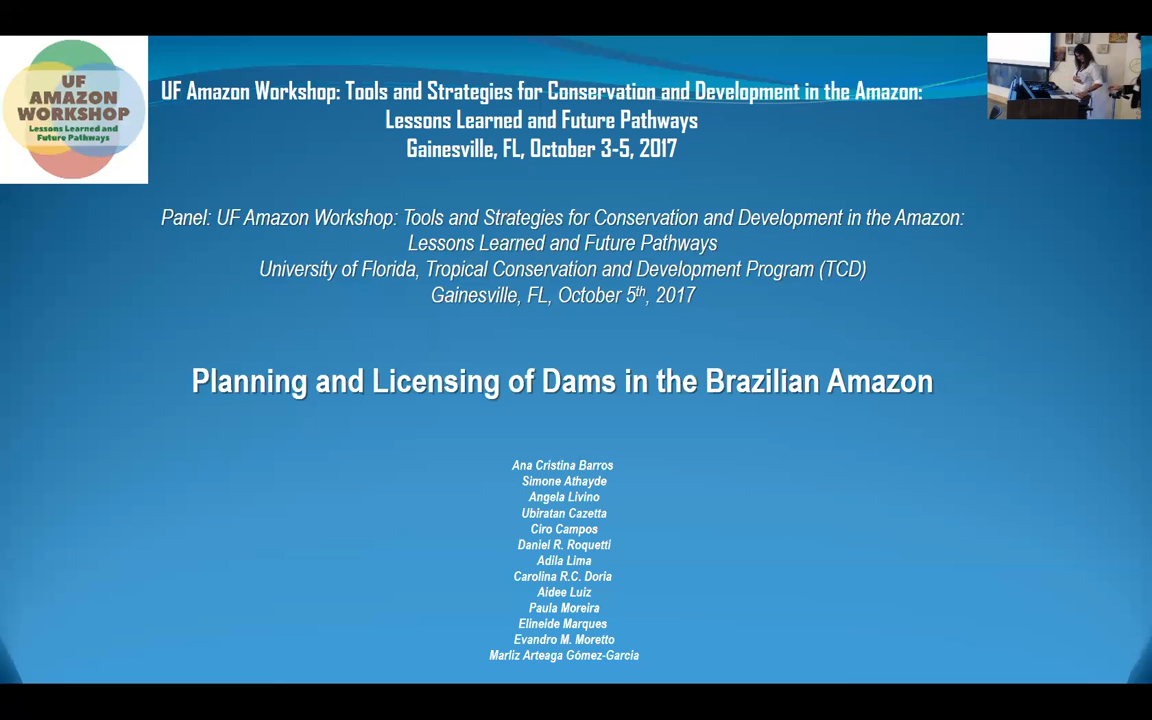 UF
AMAZON
WORKSHOP
Lessons Learned and
Future Pathways
UF Amazon Workshop: Tools and Strategies for Conservation and Development in the Amazon:
Lessons Learned and Future Pathways
Gainesville, FL, October 3-5, 2017
Panel: UF Amazon Workshop: Tools and Strategies for Conservation and Development in the Amazon:
Lessons Learned and Future Pathways
University of Florida, Tropical Conservation and Development Program (TCD)
Gainesville, FL, October 5th, 2017
Planning and Licensing of Dams in the Brazilian Amazon
Ana Cristina Barros
Simone Athayde
Angela Livino
Ubiratan Cazetta
Ciro Campos
Daniel R. Roquetti
Adila Lima
Carolina R.C. Doria
Aidee Luiz
Paula Moreira
Elineide Marques
Evandro M. Moretto
Marliz Arteaga Gómez-García